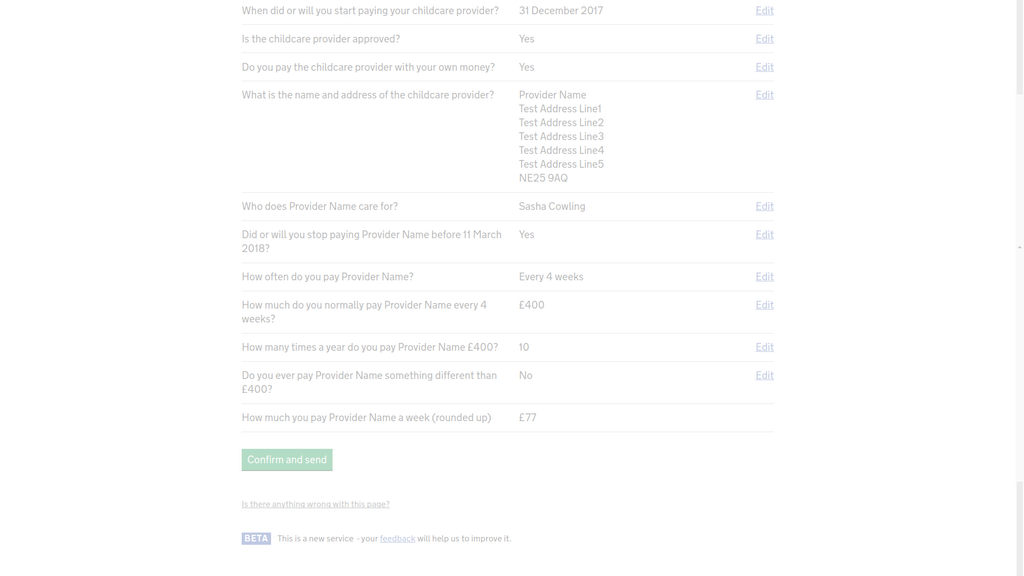 When did or will you start paying your childcare provider? 31 December 2017 Edit
Is the childcare provider approved? Yes Edit
Do you pay the childcare provider with your own money? Yes Edit
What is the name and address of the childcare provider? Provider Name Edit
Test Address Line1
Test Address Line2
Test Address Line3
Test Address Line4
Test Address Line5
NE25 9AQ
Who does Provider Name care for? Sasha Cowling Edit
Did or will you stop paying Provider Name before 11 March Yes Edit
2018?
How often do you pay Provider Name? Every 4 weeks Edit
How much do you normally pay Provider Name every 4 £400 Edit
weeks?
How many times a year do you pay Provider Name £400? 10 Edit
Do you ever pay Provider Name something different than No Edit
£400?
How much you pay Provider Name a week (rounded up) £77
Confirm and send
Is there anything wrong with this page?
BETA This is a new service - your feedback will help us to improve it.